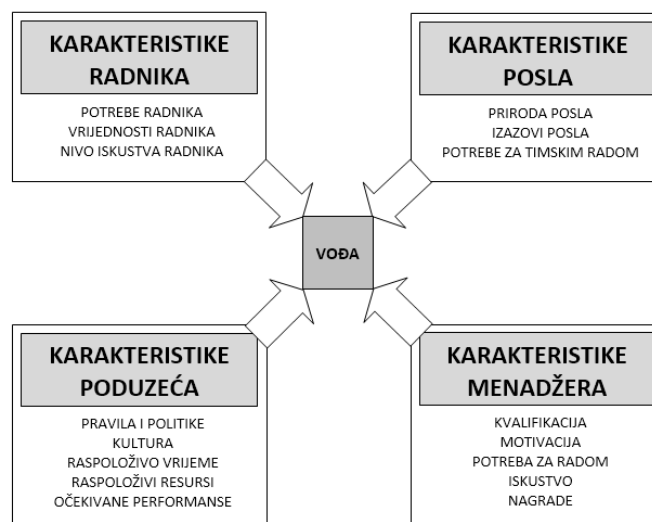 KARAKTERISTIKE
RADNIKA
POTREBE RADNIKA
VRIJEDNOSTI RADNIKA
NIVO ISKUSTVA RADNIKA
KARAKTERISTIKE
POSLA
PRIRODA POSLA
IZAZOVI POSLA
POTREBE ZA TIMSKIM RADOM
VOĐA
KARAKTERISTIKE
PODUZEĆA
PRAVILA I POLITIKE
KULTURA
RASPOLOŽIVO VRIJEME
RASPOLOŽIVI RESURSI
OČEKIVANE PERFORMANSE
KARAKTERISTIKE
MENADŽERA
KVALIFIKACIJA
MOTIVACIJA
POTREBA ZA RADOM
ISKUSTVO
NAGRADE